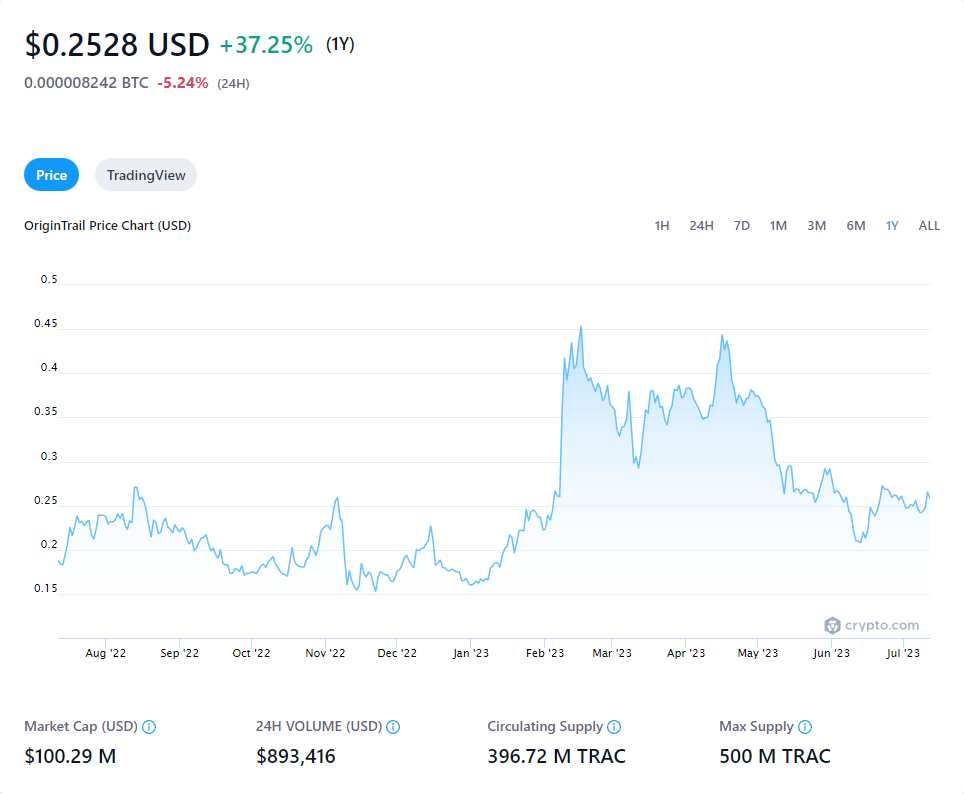 $0.2528 USD +37.25% (1Y)
0.000008242 BTC -5.24% (24H)
Price TradingView
OriginTrail Price Chart (USD) 1H 24H 7D 1M 3M 6M 1Y ALL
0.5
0.45
0.4
0.35
0.3
0.25
0.2
0.15
crypto.com
Aug '22 Sep '22 Oct '22 Nov '22 Dec '22 Jan '23 Feb '23 Mar '23 Apr '23 May '23 Jun '23 Jul '23
Market Cap (USD) 24H VOLUME (USD) Circulating Supply Max Supply
$100.29 M $893,416 396.72 M TRAC 500 M TRAC